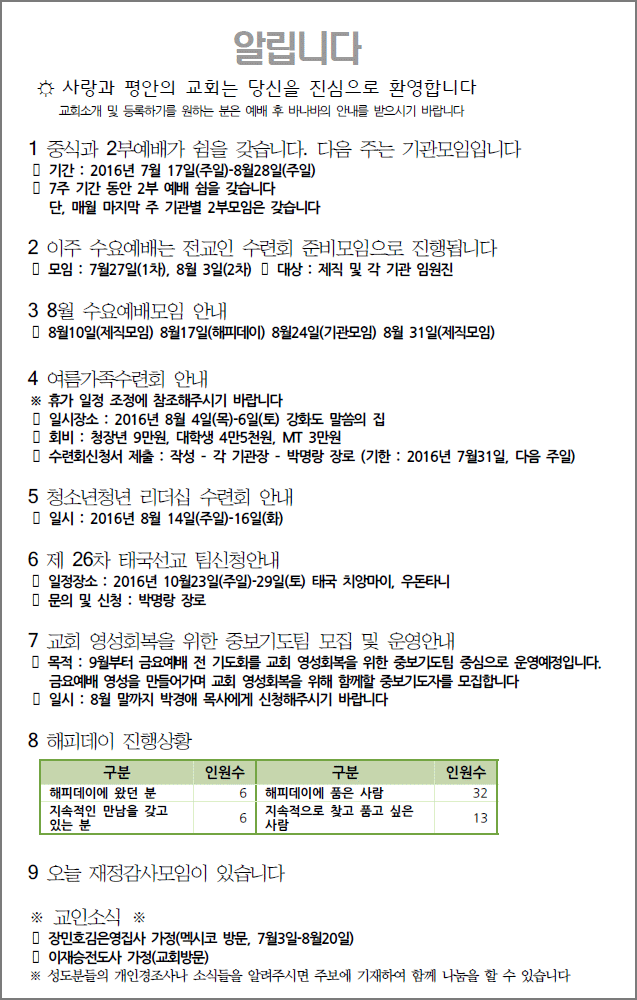 알립니다
☼ 사랑과 평안의 교회는 당신을 진심으로 환영합니다
교회소개 및 등록하기를 원하는 분은 예배 후 바나바의 안내를 받으시기 바랍니다
1 중식과 2부예배가 쉼을 갖습니다. 다음 주는 기관모임입니다
▯ 기간 : 2016년 7월 17일(주일)-8월28일(주일)
▯ 7주 기간 동안 2부 예배 쉼을 갖습니다
단, 매월 마지막 주 기관별 2부모임은 갖습니다
2 이주 수요예배는 전교인 수련회 준비모임으로 진행됩니다
▯ 모임 : 7월27일(1차), 8월 3일(2차) ▯ 대상 : 제직 및 각 기관 임원진
3 8월 수요예배모임 안내
▯ 8월10일(제직모임) 8월17일(해피데이) 8월24일(기관모임) 8월 31일(제직모임)
4 여름가족수련회 안내
※ 휴가 일정 조정에 참조해주시기 바랍니다
▯ 일시장소 : 2016년 8월 4일(목)-6일(토) 강화도 말씀의 집
▯ 회비 : 청장년 9만원, 대학생 4만5천원, MT 3만원
▯ 수련회신청서 제출 : 작성 - 각 기관장 - 박명랑 장로 (기한 : 2016년 7월31일, 다음 주일)
5 청소년청년 리더십 수련회 안내
▯ 일시 : 2016년 8월 14일(주일)-16일(화)
6 제 26차 태국선교 팀신청안내
▯ 일정장소 : 2016년 10월23일(주일)-29일(토) 태국 치앙마이, 우돈타니
▯ 문의 및 신청 : 박명랑 장로
7 교회 영성회복을 위한 중보기도팀 모집 및 운영안내
▯ 목적 : 9월부터 금요예배 전 기도회를 교회 영성회복을 위한 중보기도팀 중심으로 운영예정입니다.
금요예배 영성을 만들어가며 교회 영성회복을 위해 함께할 중보기도자를 모집합니다
▯ 일시 : 8월 말까지 박경애 목사에게 신청해주시기 바랍니다
8 해피데이 진행상황
구분 인원수 구분 인원수
해피데이에 왔던 분 6 해피데이에 품은 사람 32
지속적인 만남을 갖고 있는 분 6 지속적으로 찾고 품고 싶은 사람 13
9 오늘 재정감사모임이 있습니다
※ 교인소식 ※
▯ 장민호김은영집사 가정(멕시코 방문, 7월3일-8월20일)
▯ 이재승전도사 가정(교회방문)
※ 성도분들의 개인경조사나 소식들을 알려주시면 주보에 기재하여 함께 나눔을 할 수 있습니다